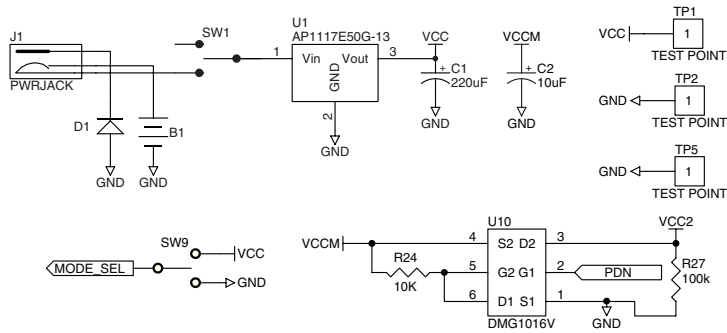 J1
PWRJACK
D1
B1
GND
GND
SW1
U1
AP1117E50G-13
1
Vin
Vout
3
GND
2
GND
VCC
C1
220uF
GND
VCCM
C2
10uF
GND
TP1
VCC
1
TEST POINT
TP2
GND
1
TEST POINT
TP5
GND
1
TEST POINT
SW9
MODE_SEL
VCC
GND
U10
VCCM
R24
10K
4
S2
D2
3
5
G2
G1
2
PDN
6
D1
S1
1
DMG1016V
GND
VCC2
R27
100k